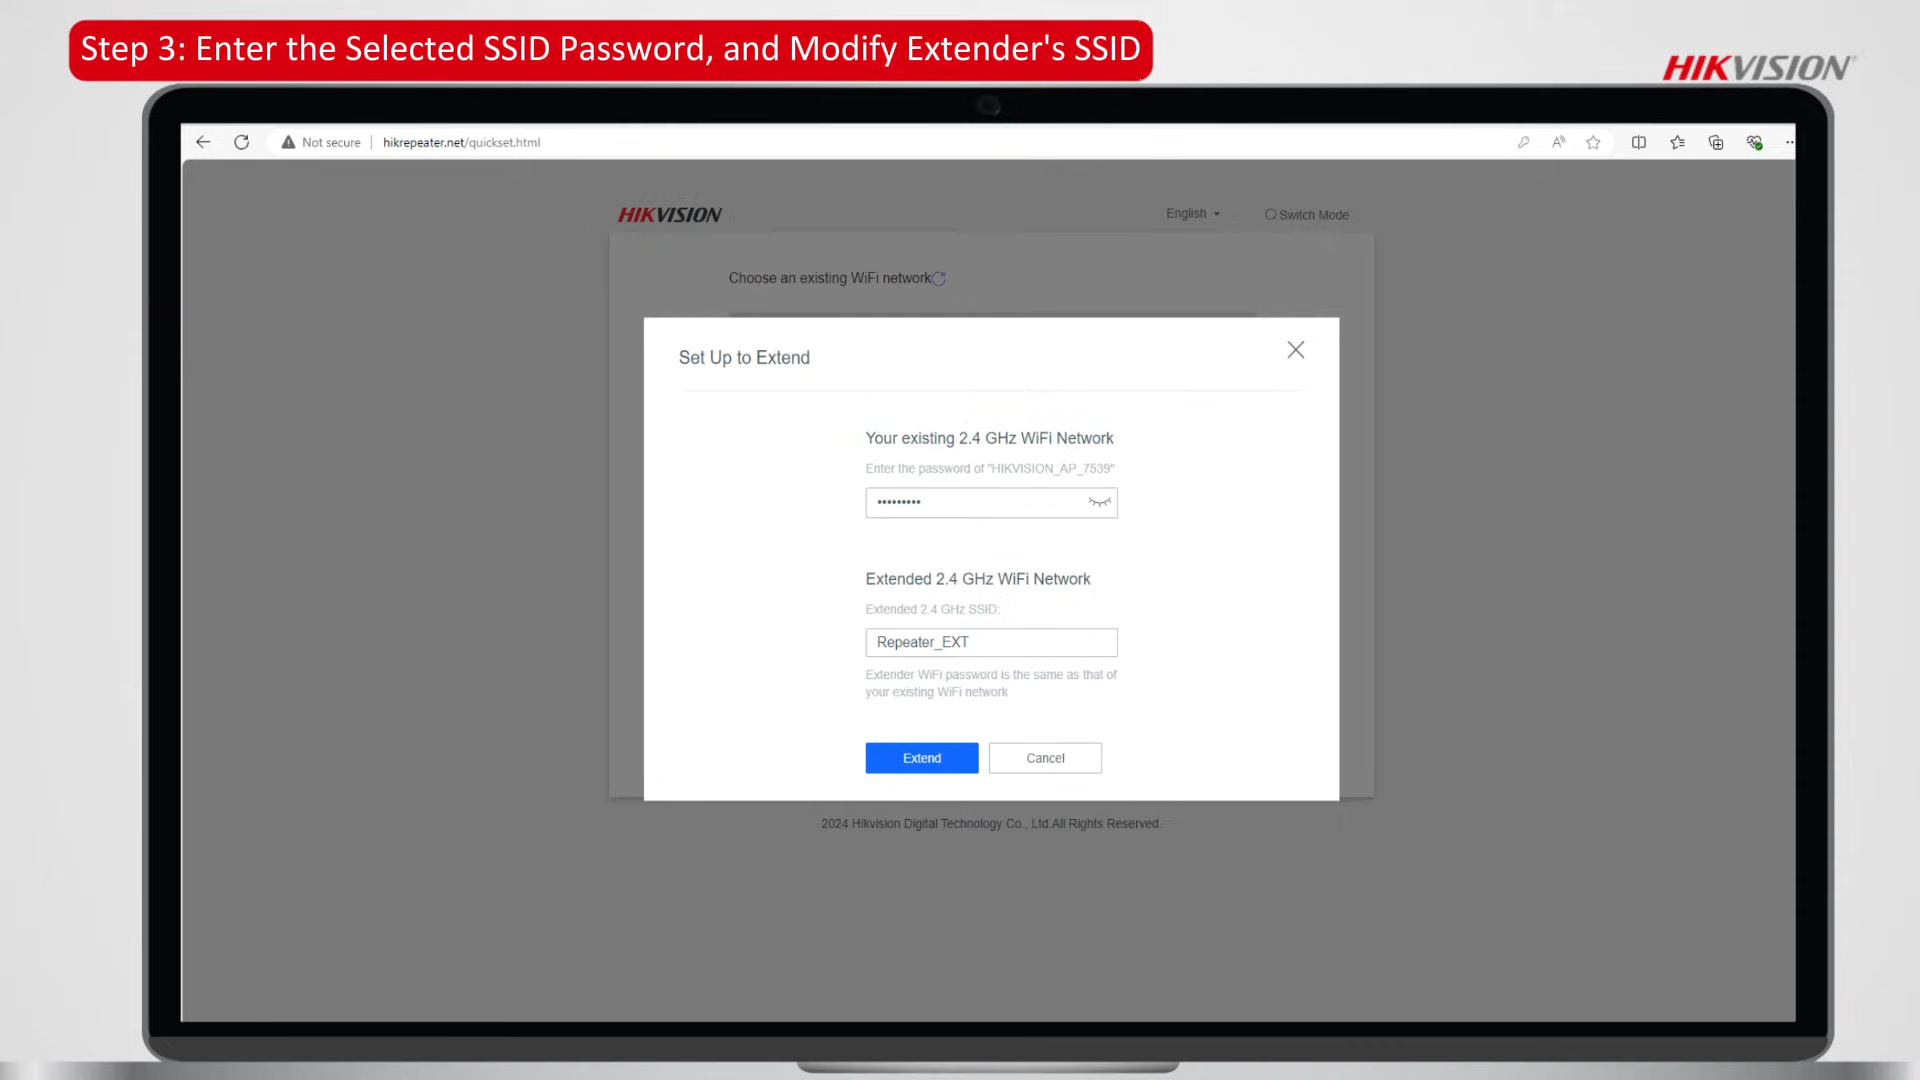 Step 3: Enter the Selected SSID Password, and Modify Extender's SSID
HIKVISION
Not secure
hikrepeater.net/quickset.html
HIKVISION
English
Switch Mode
Choose an existing WiFi network
Set Up to Extend
Your existing 2.4 GHz WiFi Network
Enter the password of "HIKVISION_AP_7539"
•••••••••
Extended 2.4 GHz WiFi Network
Extended 2.4 GHz SSID:
Repeater_EXT
Extender WiFi password is the same as that of
your existing WiFi network
Extend
Cancel
2024 Hikvision Digital Technology Co., Ltd.All Rights Reserved.